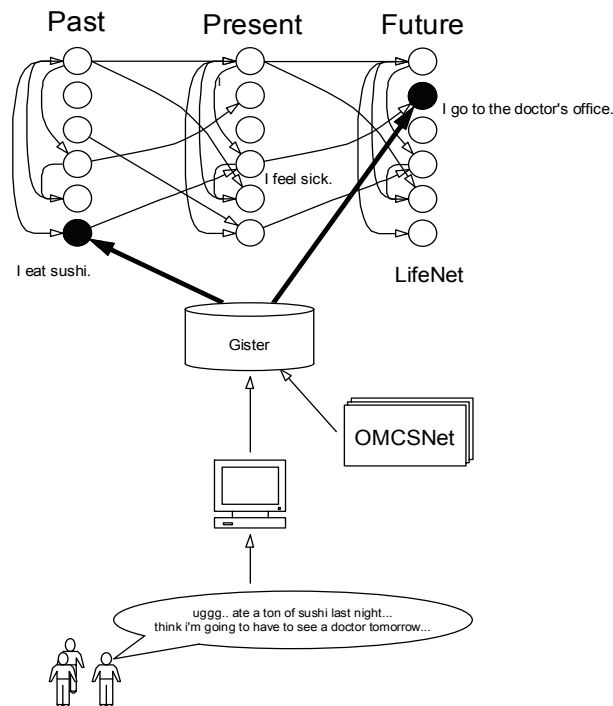 Past
Present
Future
I go to the doctor's office.
I feel sick.
I eat sushi.
LifeNet
Gister
OMCSNet
uggg.. ate a ton of sushi last night...
think i'm going to have to see a doctor tomorrow...